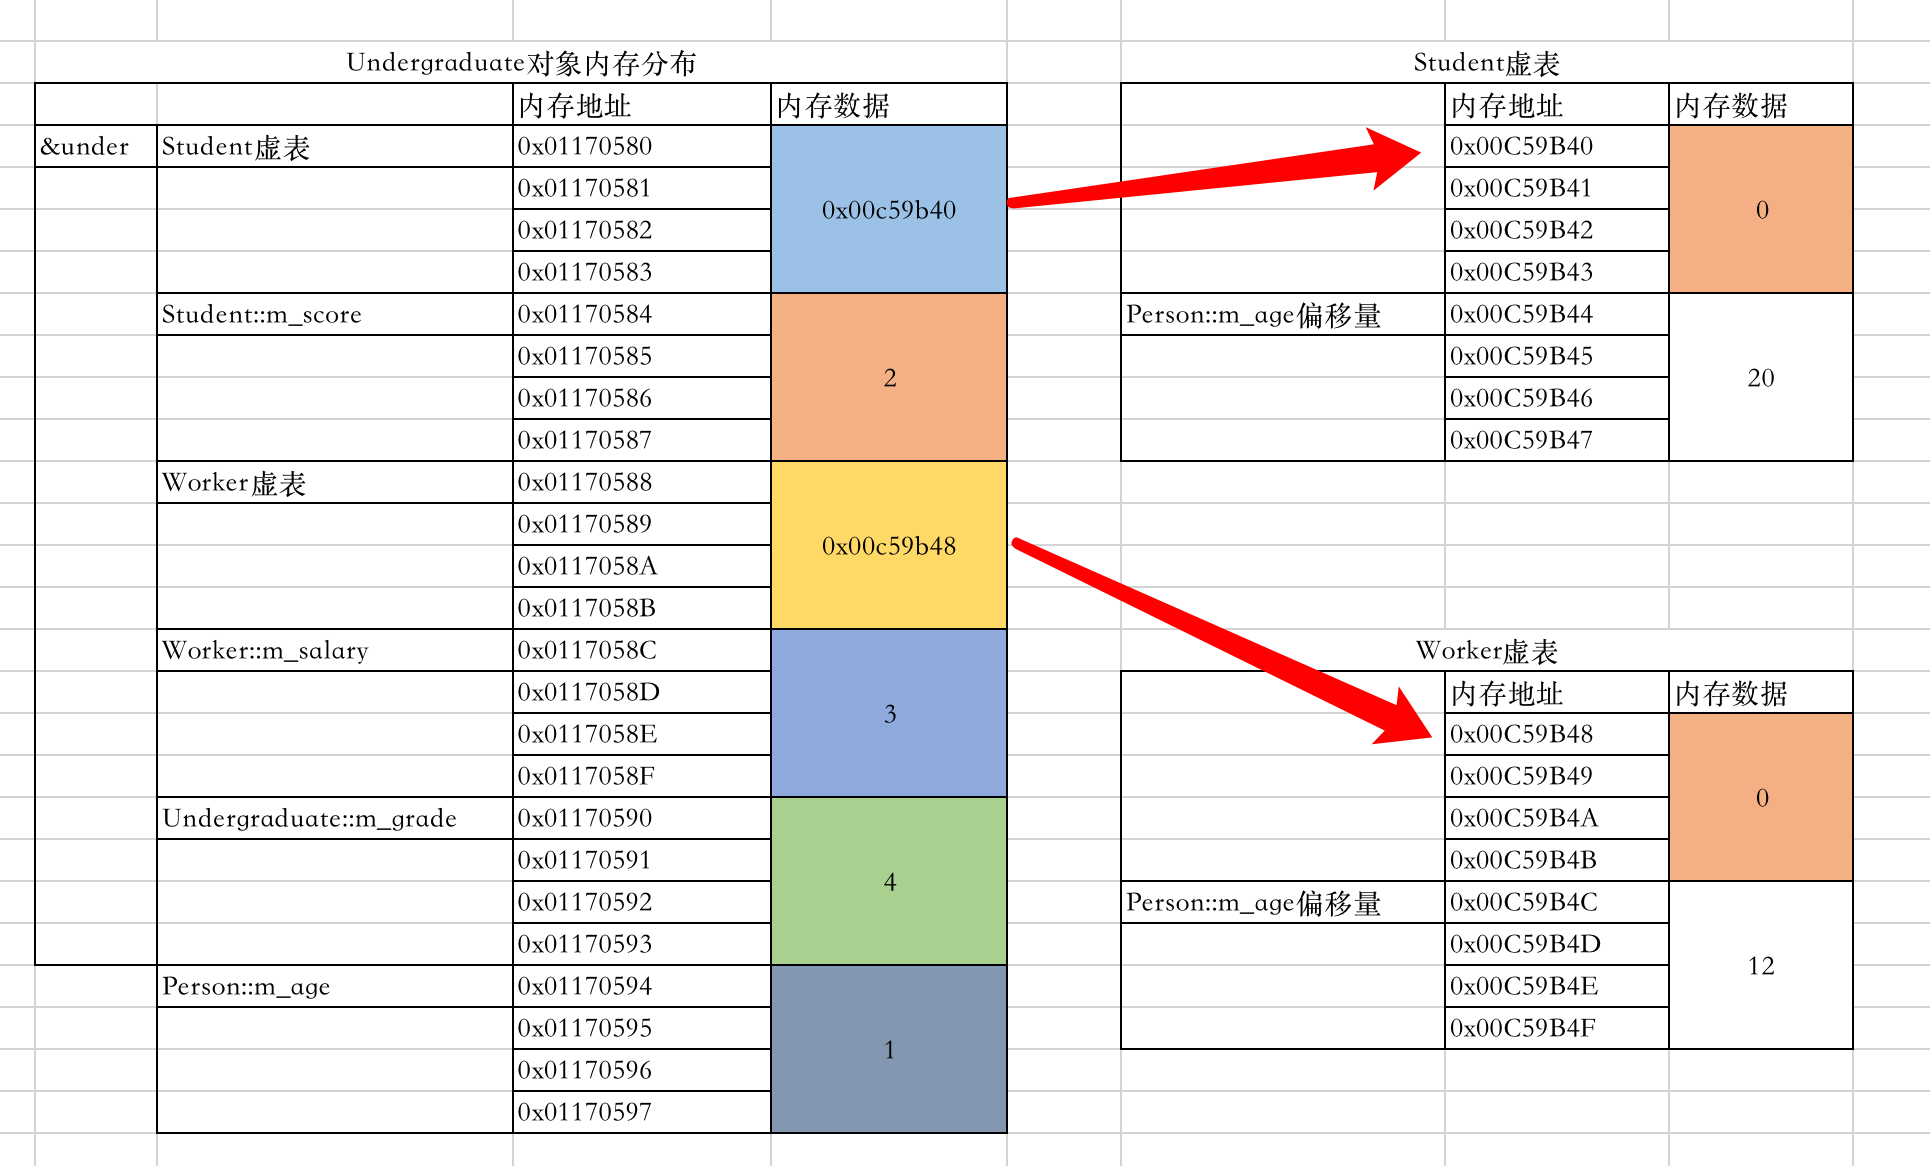 Undergraduate对象内存分布
内存地址 内存数据
&under Student虚表 0x01170580
0x01170581
0x00c59b40
0x01170582
0x01170583
Student::m_score 0x01170584
0x01170585
2
0x01170586
0x01170587
Worker虚表 0x01170588
0x01170589
0x00c59b48
0x0117058A
0x0117058B
Worker::m_salary 0x0117058C
0x0117058D
3
0x0117058E
0x0117058F
Undergraduate::m_grade 0x01170590
0x01170591
4
0x01170592
0x01170593
Person::m_age 0x01170594
0x01170595
1
0x01170596
0x01170597
Student虚表
内存地址 内存数据
0x00C59B40
0x00C59B41
0
0x00C59B42
0x00C59B43
Person::m_age偏移量 0x00C59B44
0x00C59B45
20
0x00C59B46
0x00C59B47
Worker虚表
内存地址 内存数据
0x00C59B48
0x00C59B49
0
0x00C59B4A
0x00C59B4B
Person::m_age偏移量 0x00C59B4C
0x00C59B4D
12
0x00C59B4E
0x00C59B4F